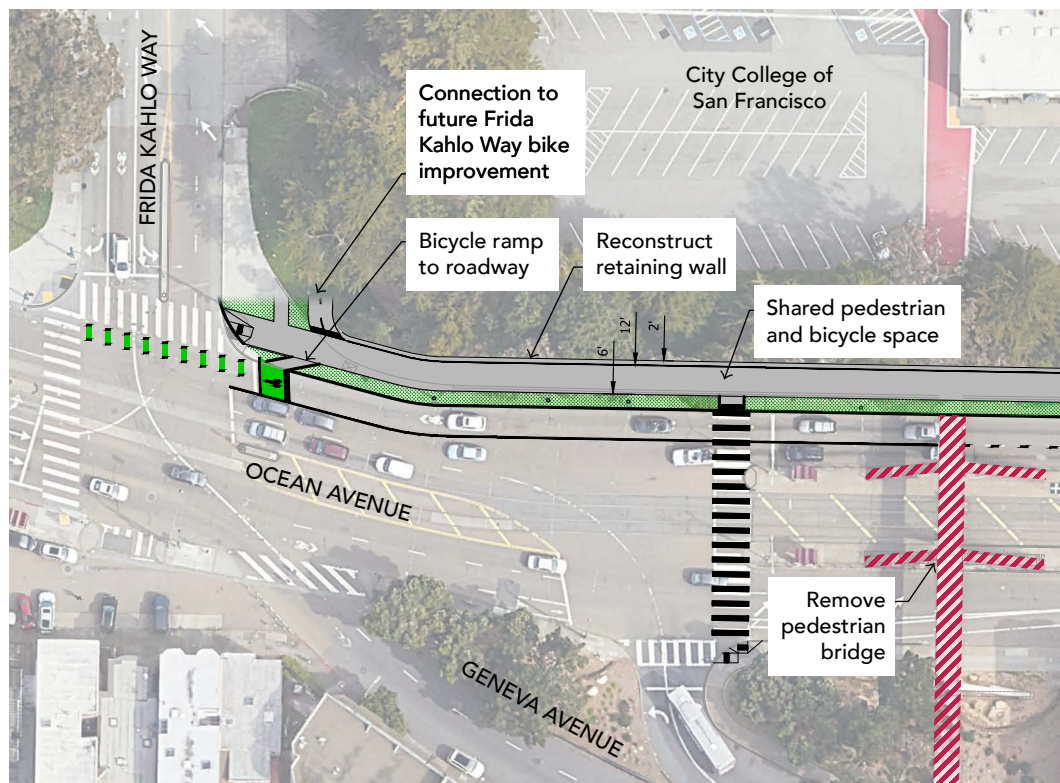 FRIDA KAHLO WAY
Connection to
future Frida
Kahlo Way bike
improvement
City College of
San Francisco
Bicycle ramp
to roadway
Reconstruct
retaining wall
Shared pedestrian
and bicycle space
6'
12'
2'
OCEAN AVENUE
GENEVA AVENUE
Remove
pedestrian
bridge